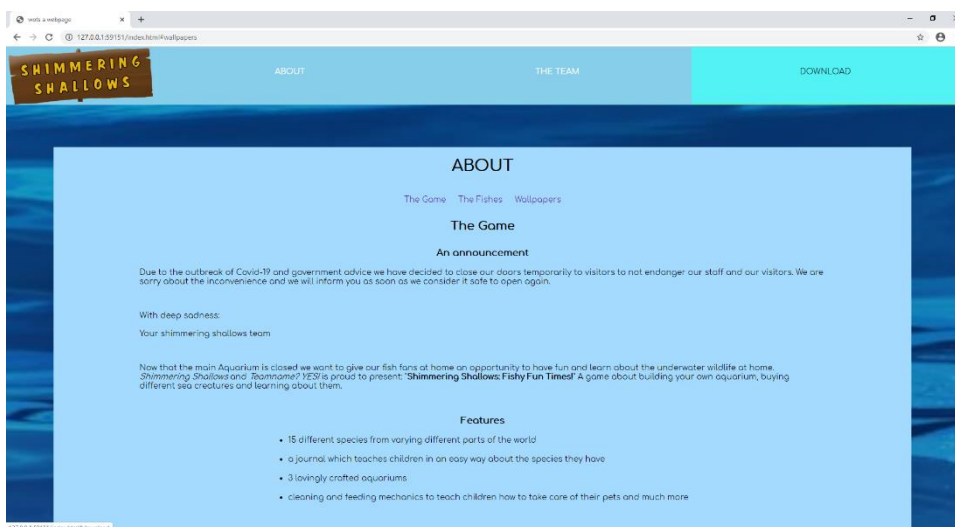 web a webpage
127.0.0.1:59151/index.html#wallpapers
SHIMMERING
SHALLOWS
ABOUT
THE TEAM
DOWNLOAD
ABOUT
The Game The Fishes Wallpapers
The Game
An announcement
Due to the outbreak of Covid-19 and government advice we have decided to close our doors temporarily to visitors to not endanger our staff and our visitors. We are
sorry about the inconvenience and we will inform you as soon as we consider it safe to open again.
With deep sadness:
Your shimmering shallows team
Now that the main Aquarium is closed we want to give our fish fans at home an opportunity to have fun and learn about the underwater wildlife at home.
Shimmering Shallows and Teamname? YES! is proud to present: "Shimmering Shallows: Fishy Fun Times!" A game about building your own aquarium, buying
different sea creatures and learning about them.
Features
• 15 different species from varying different parts of the world
• a journal which teaches children in an easy way about the species they have
• 3 lovingly crafted aquariums
• cleaning and feeding mechanics to teach children how to take care of their pets and much more